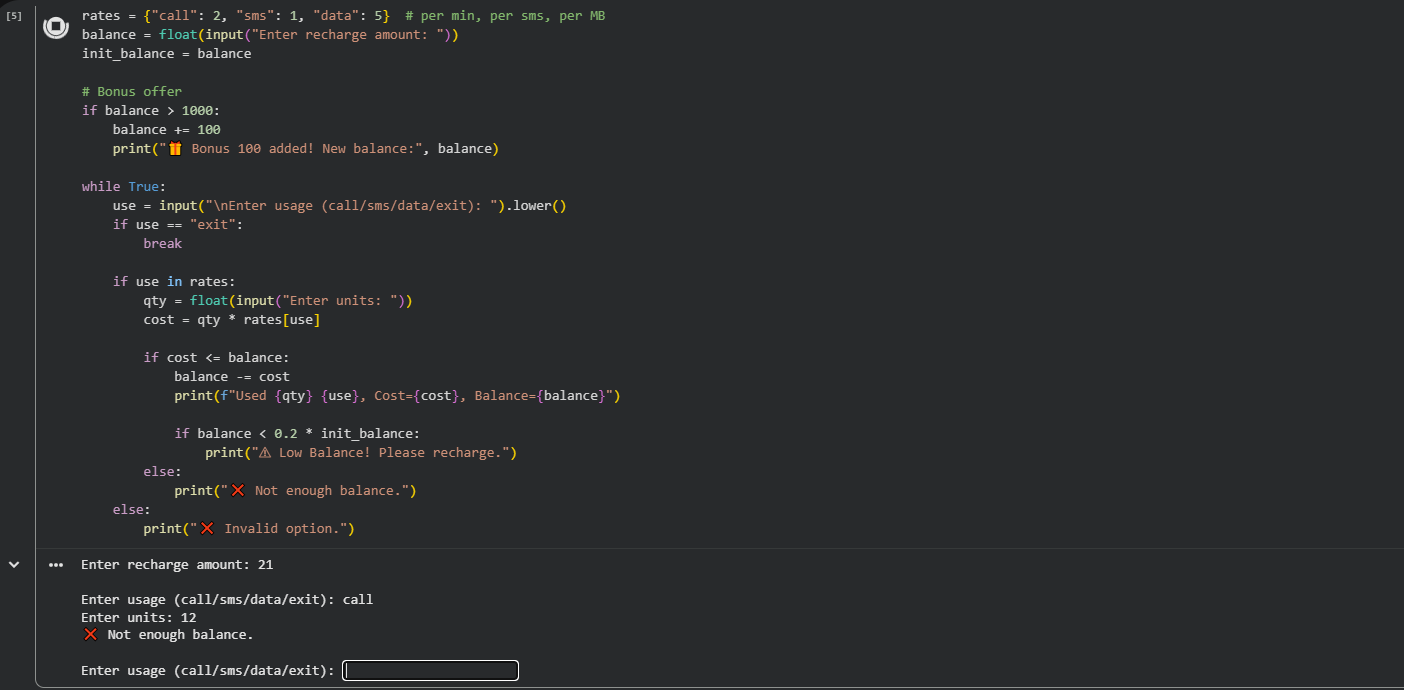 [5]
rates = {"call": 2, "sms": 1, "data": 5}  # per min, per sms, per MB
balance = float(input("Enter recharge amount: "))
init_balance = balance

# Bonus offer
if balance > 1000:
    balance += 100
    print("🎁 Bonus 100 added! New balance:", balance)

while True:
    use = input("\nEnter usage (call/sms/data/exit): ").lower()
    if use == "exit":
        break

    if use in rates:
        qty = float(input("Enter units: "))
        cost = qty * rates[use]

        if cost <= balance:
            balance -= cost
            print(f"Used {qty} {use}, Cost={cost}, Balance={balance}")

            if balance < 0.2 * init_balance:
                print("⚠ Low Balance! Please recharge.")
        else:
            print("❌ Not enough balance.")
    else:
        print("❌ Invalid option.")
Enter recharge amount: 21

Enter usage (call/sms/data/exit): call
Enter units: 12
❌ Not enough balance.

Enter usage (call/sms/data/exit):